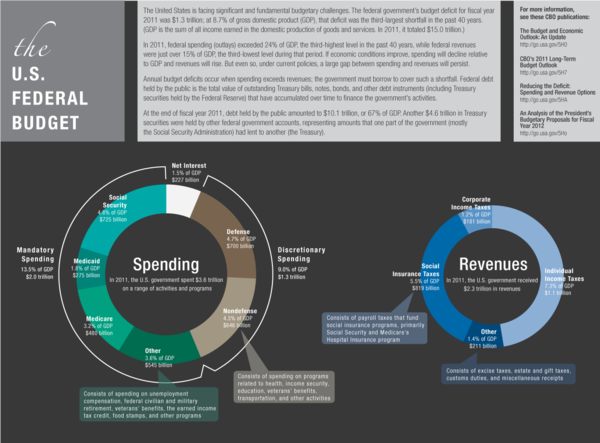 the
U.S.
FEDERAL
BUDGET
The United States is facing significant and fundamental budgetary challenges. The federal government's budget deficit for fiscal
year 2011 was $1.3 trillion; at 8.7% of gross domestic product (GDP), that deficit was the third-largest shortfall in the past 40 years.
(GDP is the sum of all income earned in the domestic production of goods and services. In 2011, it totaled $15.0 trillion.)
In 2011, federal spending (outlays) exceeded 24% of GDP, the third-highest level in the past 40 years, while federal revenues
were just over 15% of GDP, the third-lowest level during that period. If economic conditions improve, spending will decline relative
to GDP and revenues will rise. But even so, under current policies, a large gap between spending and revenues will persist.
Annual budget deficits occur when spending exceeds revenues; the government must borrow to cover such a shortfall. Federal debt
held by the public is the total value of outstanding Treasury bills, notes, bonds, and other debt instruments (including Treasury
securities held by the Federal Reserve) that have accumulated over time to finance the government's activities.
At the end of fiscal year 2011, debt held by the public amounted to $10.1 trillion, or 67% of GDP. Another $4.6 trillion in Treasury
securities were held by other federal government accounts, representing amounts that one part of the government (mostly
the Social Security Administration) had lent to another (the Treasury).
For more information,
see these CBO publications:
The Budget and Economic
Outlook: An Update
http://go.usa.gov/5H0
CBO's 2011 Long-Term
Budget Outlook
http://go.usa.gov/5H7
Reducing the Deficit:
Spending and Revenue Options
http://go.usa.gov/5HA
An Analysis of the President's
Budgetary Proposals for Fiscal
Year 2012
http://go.usa.gov/5Ho
Net Interest
1.5% of GDP
$227 billion
Social
Security
4.8% of GDP
$725 billion
Defense
4.7% of GDP
$700 billion
Mandatory
Spending
13.5% of GDP
$2.0 trillion
Medicaid
1.8% of GDP
$275 billion
Spending
In 2011, the U.S. government spent $3.6 trillion
on a range of activities and programs
Discretionary
Spending
9.0% of GDP
$1.3 trillion
Medicare
3.2% of GDP
$480 billion
Nondefense
4.3% of GDP
$646 billion
Other
3.6% of GDP
$545 billion
Consists of spending on unemployment
compensation, federal civilian and military
retirement, veterans' benefits, the earned income
tax credit, food stamps, and other programs
Consists of spending on programs
related to health, income security,
education, veterans' benefits,
transportation, and other activities
Corporate
Income Taxes
1.2% of GDP
$181 billion
Social
Insurance Taxes
5.5% of GDP
$819 billion
Revenues
In 2011, the U.S. government received
$2.3 trillion in revenues
Individual
Income Taxes
7.3% of GDP
$1.1 trillion
Consists of payroll taxes that fund
social insurance programs, primarily
Social Security and Medicare's
Hospital Insurance program
Other
1.4% of GDP
$211 billion
Consists of excise taxes, estate and gift taxes,
customs duties, and miscellaneous receipts